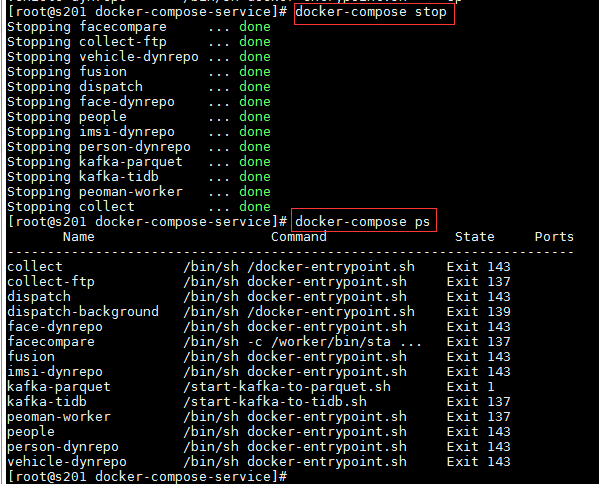 [root@s201 docker-compose-service]# docker-compose stop
Stopping facecompare     ... done
Stopping collect-ftp     ... done
Stopping vehicle-dynrepo ... done
Stopping fusion          ... done
Stopping dispatch        ... done
Stopping face-dynrepo    ... done
Stopping people          ... done
Stopping imsi-dynrepo    ... done
Stopping person-dynrepo  ... done
Stopping kafka-parquet   ... done
Stopping kafka-tidb      ... done
Stopping peoman-worker   ... done
Stopping collect         ... done
[root@s201 docker-compose-service]# docker-compose ps
Name                          Command                    State     Ports
------------------------------------------------------------------------
collect               /bin/sh /docker-entrypoint.sh    Exit 143
collect-ftp           /bin/sh docker-entrypoint.sh     Exit 137
dispatch              /bin/sh docker-entrypoint.sh     Exit 143
dispatch-background   /bin/sh /docker-entrypoint.sh    Exit 139
face-dynrepo          /bin/sh docker-entrypoint.sh     Exit 143
facecompare           /bin/sh -c /worker/bin/sta ...   Exit 137
fusion                /bin/sh docker-entrypoint.sh     Exit 143
imsi-dynrepo          /bin/sh docker-entrypoint.sh     Exit 143
kafka-parquet         /start-kafka-to-parquet.sh       Exit 1
kafka-tidb            /start-kafka-to-tidb.sh          Exit 137
peoman-worker         /bin/sh docker-entrypoint.sh     Exit 137
people                /bin/sh docker-entrypoint.sh     Exit 143
person-dynrepo        /bin/sh docker-entrypoint.sh     Exit 143
vehicle-dynrepo       /bin/sh docker-entrypoint.sh     Exit 143
[root@s201 docker-compose-service]#